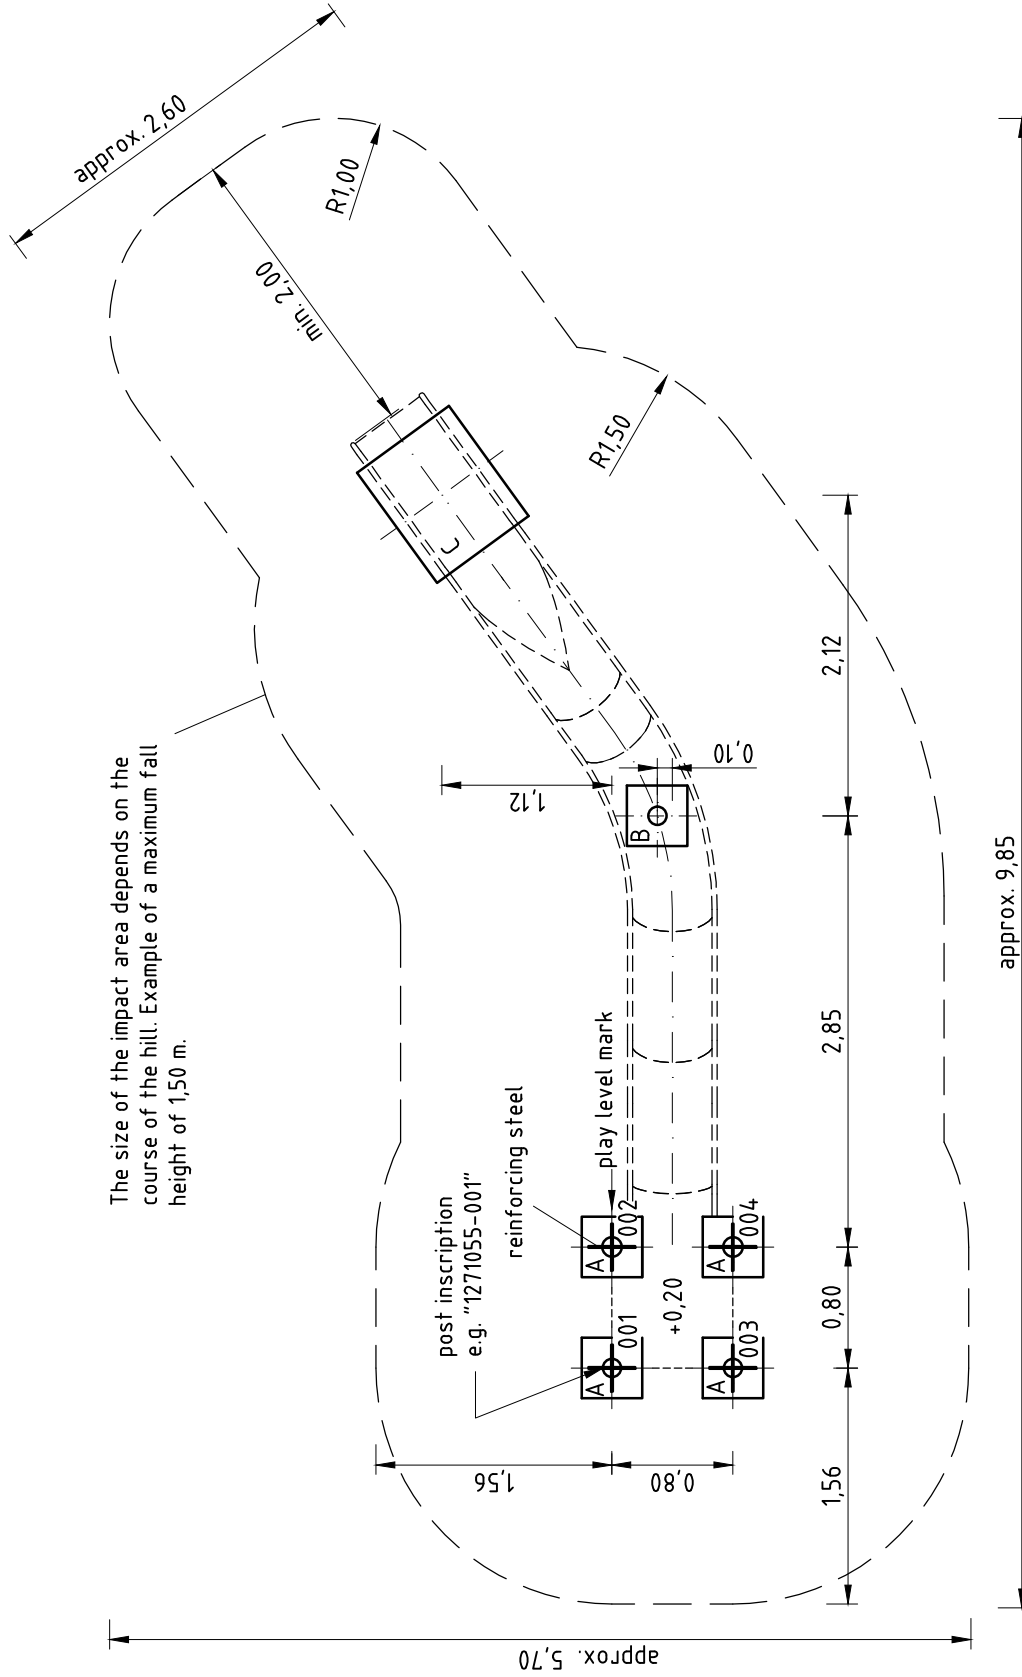 The size of the impact area depends on the
course of the hill. Example of a maximum fall
height of 1,50 m.
approx. 2,60
R1,00
min. 2,00
R1,50
C
2,12
1,12
0,10
B
approx. 9,85
play level mark
2,85
reinforcing steel
post inscription
e.g. "1271055-001"
A
002
A
004
+0,20
0,80
A
001
A
003
1,56
0,80
1,56
approx. 5,70